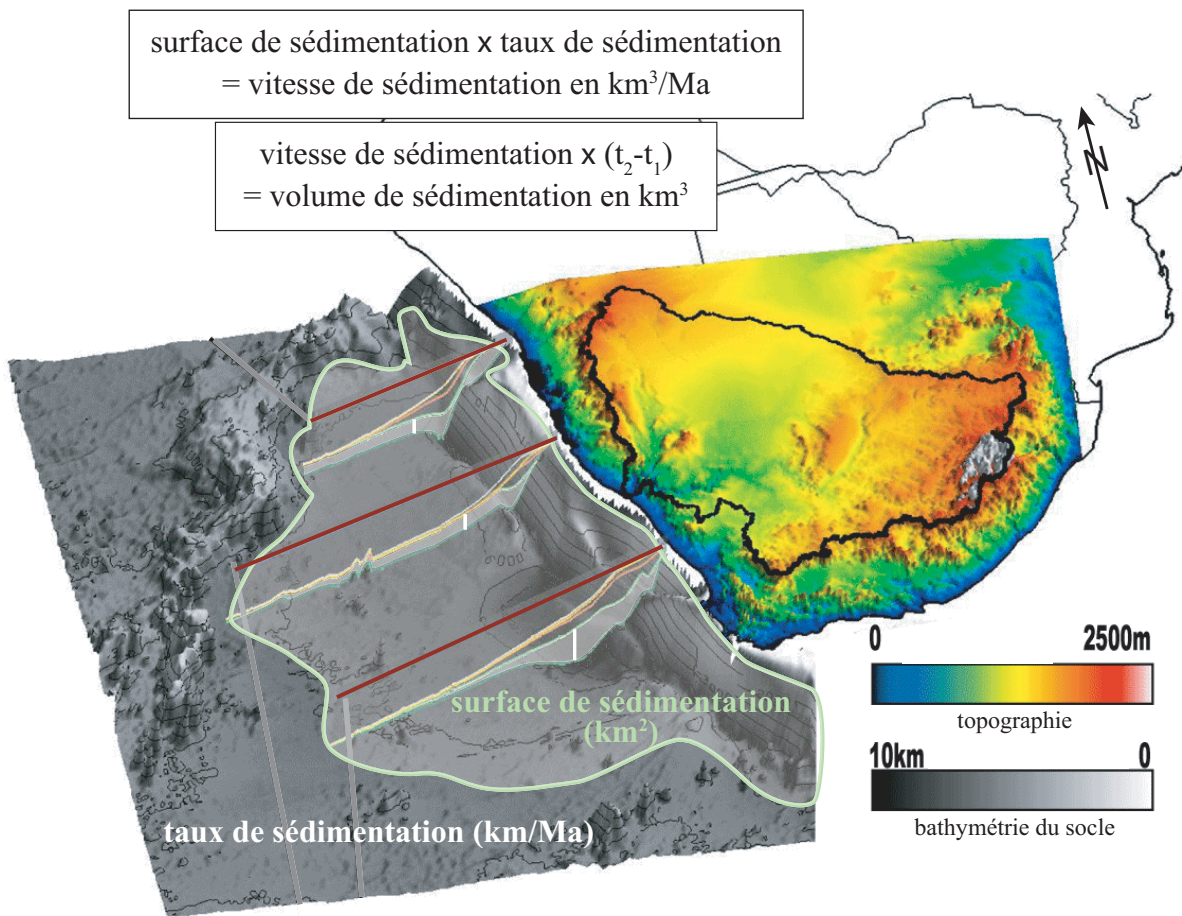 surface de sédimentation x taux de sédimentation
= vitesse de sédimentation en km³/Ma
vitesse de sédimentation x (t₂-t₁)
= volume de sédimentation en km³
N
surface de sédimentation
(km²)
taux de sédimentation (km/Ma)
0 2500m
topographie
10km 0
bathymétrie du socle